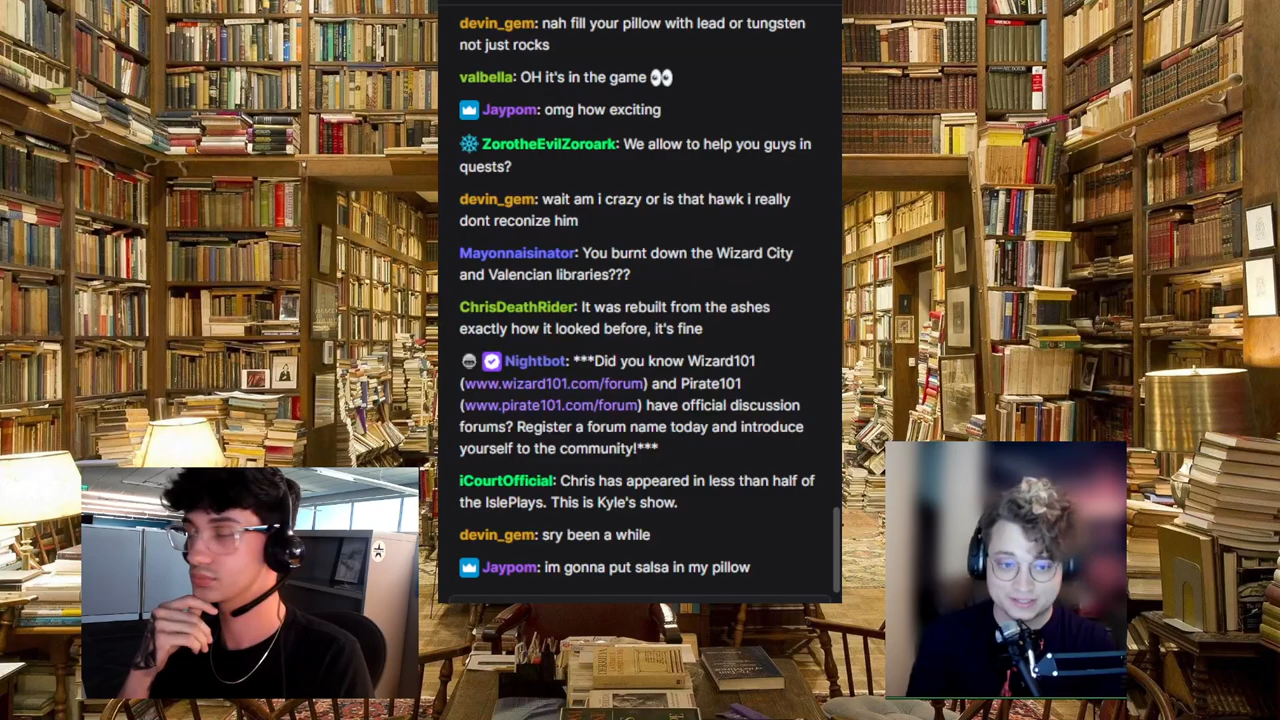 devin_gem: nah fill your pillow with lead or tungsten
not just rocks
valbella: OH it's in the game 👀
Jaypom: omg how exciting
ZorotheEvilZoroark: We allow to help you guys in
quests?
devin_gem: wait am i crazy or is that hawk i really
dont reconize him
Mayonnaisinator: You burnt down the Wizard City
and Valencian libraries???
ChrisDeathRider: It was rebuilt from the ashes
exactly how it looked before, it's fine
Nightbot: ***Did you know Wizard101
(www.wizard101.com/forum) and Pirate101
(www.pirate101.com/forum) have official discussion
forums? Register a forum name today and introduce
yourself to the community!***
iCourtOfficial: Chris has appeared in less than half of
the IslePlays. This is Kyle's show.
devin_gem: sry been a while
Jaypom: im gonna put salsa in my pillow